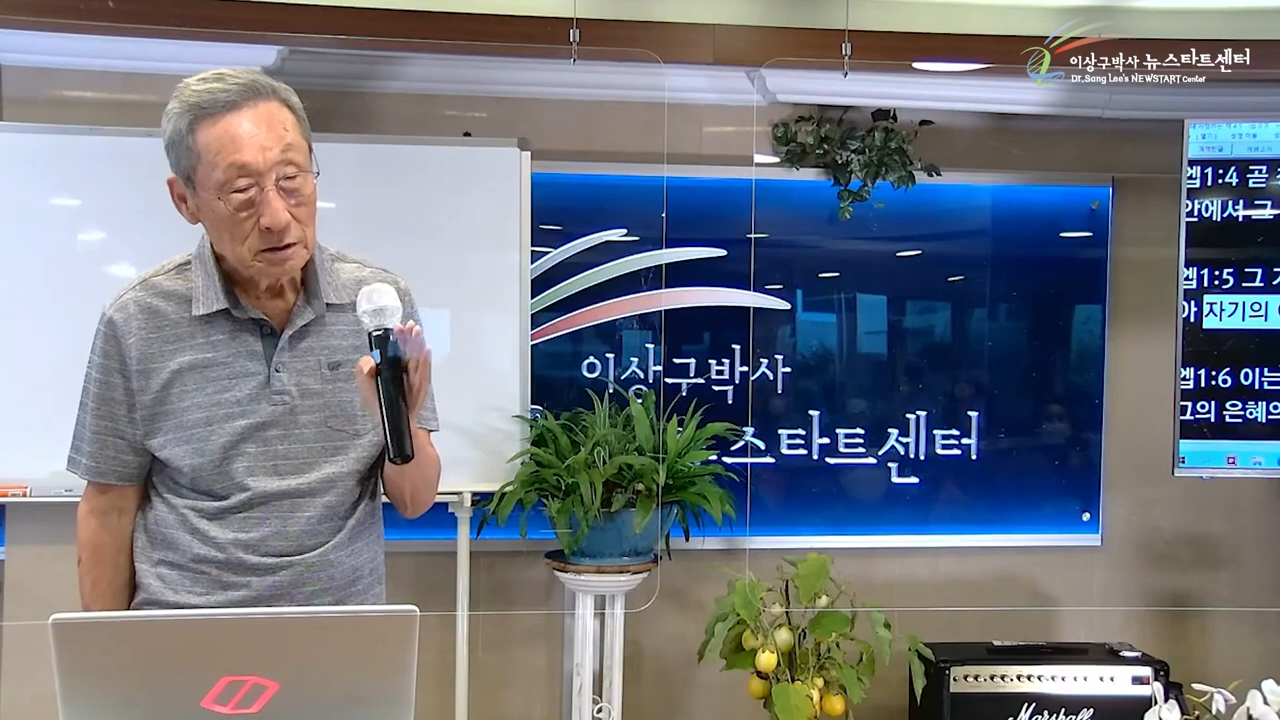 이상구박사 뉴스타트센터
Dr. Sang Lee's NEWSTART Center
이상구박사
스타트센터
엡1:4 곧
안에서 그
엡1:5 그
아 자기의
엡1:6 이는
그의 은혜의
Marshall